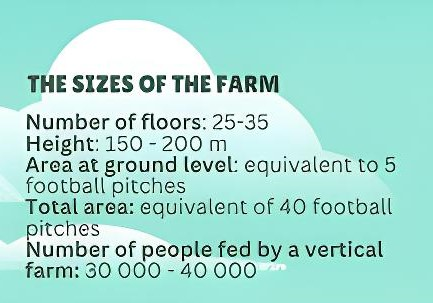 THE SIZES OF THE FARM
Number of floors: 25-35
Height: 150 - 200 m
Area at ground level: equivalent to 5
football pitches
Total area: equivalent of 40 football
pitches
Number of people fed by a vertical
farm: 30 000 - 40 000